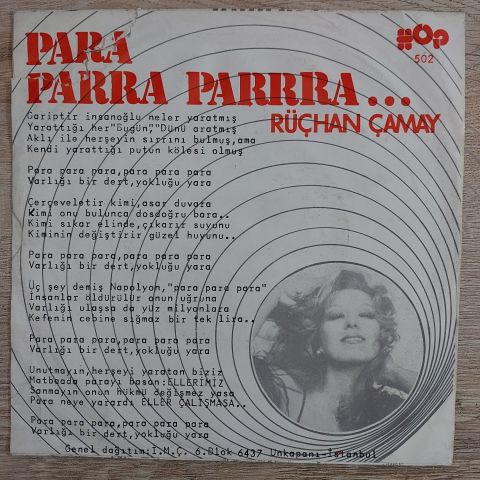 PARA
PARRA PARRRA...
HOP
502
RÜÇHAN ÇAMAY
Gariptir insanoğlu neler yaratmış
Yarattığı her"Bugün","Dünü aratmış
Aklı ile herşeyin sırrını bulmuş,ama
Kendi yarattığı putun kölesi olmuş
Para para para,para para para
Varlığı bir dert,yokluğu yara
Çerçeveletir kimi,asar duvara
Kimi onu bulunca dosdoğru bara..
Kimi sıkar elinde,çıkarır suyunu
Kiminin değiştirir güzel huyunu..
Para para para,para para para
Varlığı bir dert,yokluğu yara
Üç şey demiş Napolyon,"para para para"
İnsanlar öldürülür onun uğruna
Varlığı ulaşsa da yüz milyonlara
Kefenin cebine sığmaz bir tek lira..
Para para para,para para para
Varlığı bir dert,yokluğu yara
Unutmayın,herşeyi yaratan biziz
Matbaada parayı basan:ELLERİMİZ
Sanmayın onun hükmü değişmez yasa
Para neye yarardı ELLER ÇALIŞMASA..
Para para para,para para para
Varlığı bir dert,yokluğu yara
Genel dağıtım:İ.M.Ç. 6.Blok 6437 Unkapanı-İstanbul